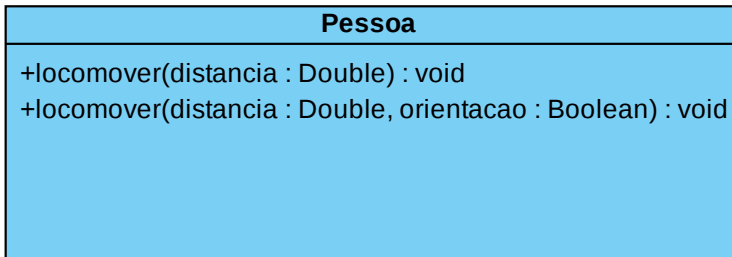 Pessoa
+locomover(distancia : Double) : void
+locomover(distancia : Double, orientacao : Boolean) : void